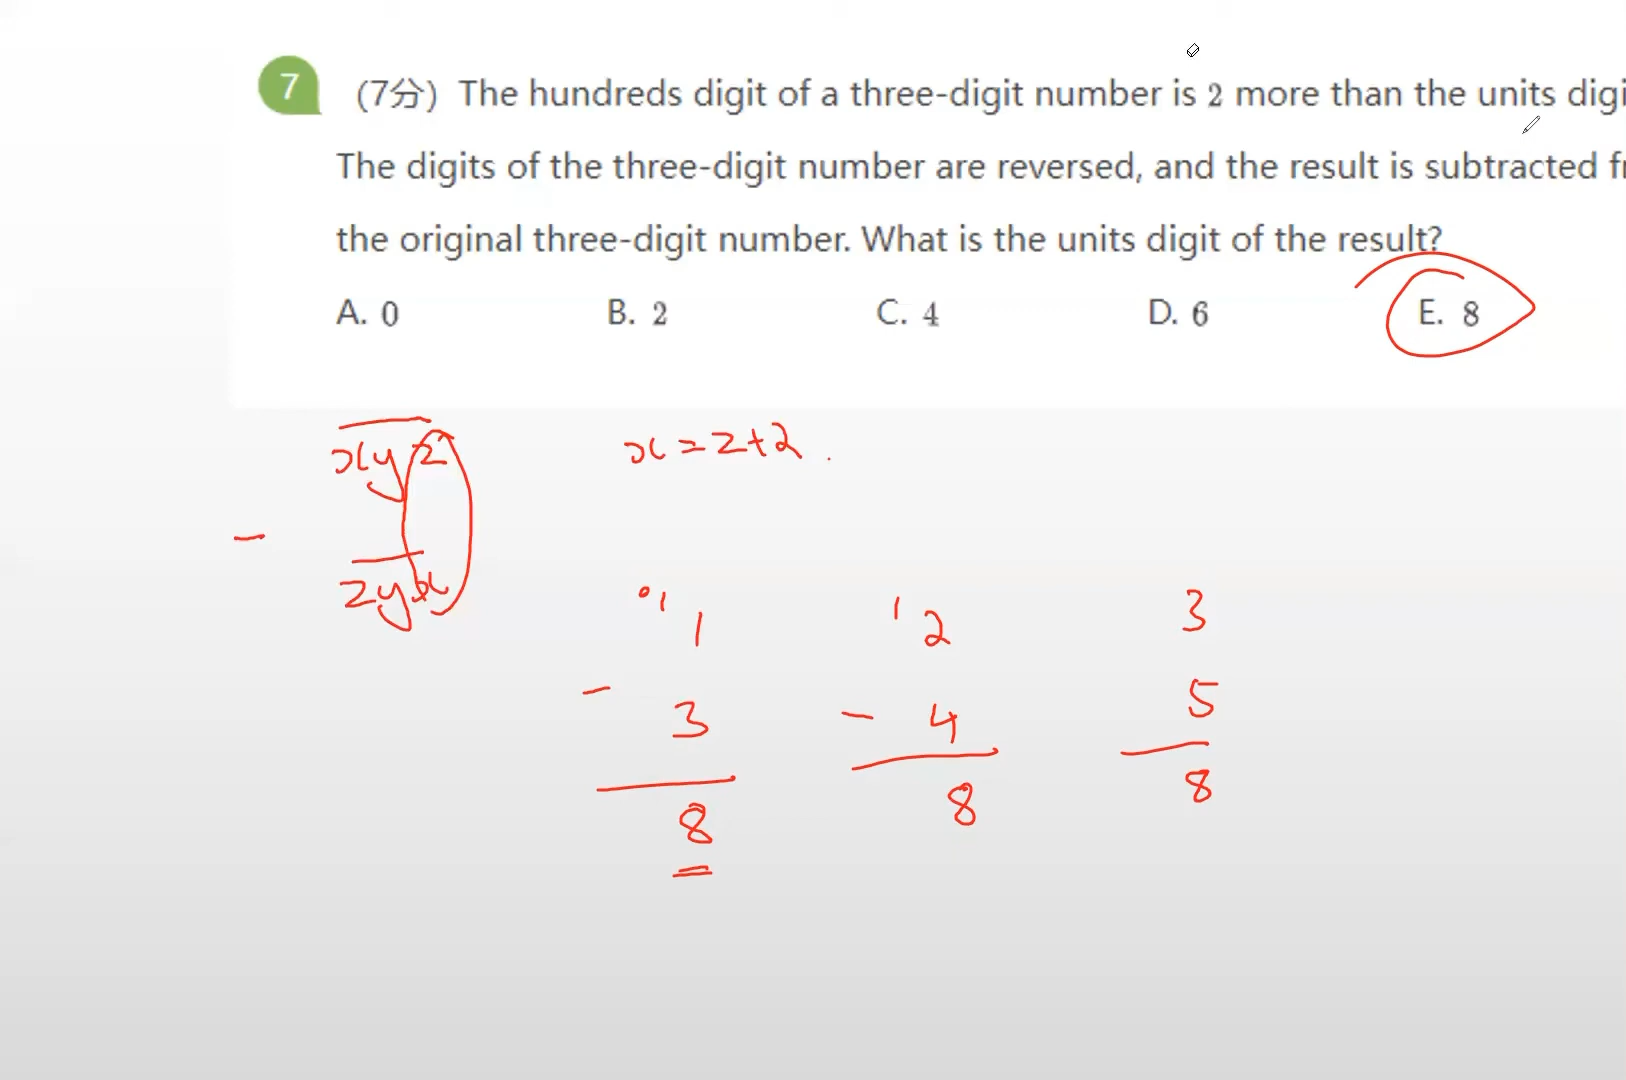 7 (7分) The hundreds digit of a three-digit number is 2 more than the units digi
The digits of the three-digit number are reversed, and the result is subtracted fr
the original three-digit number. What is the units digit of the result?
A. 0 B. 2 C. 4 D. 6 E. 8
xyz x = z + 2 .
-
zyx
0 1 1 1 2 3
- 3 - 4 5
8 8 8